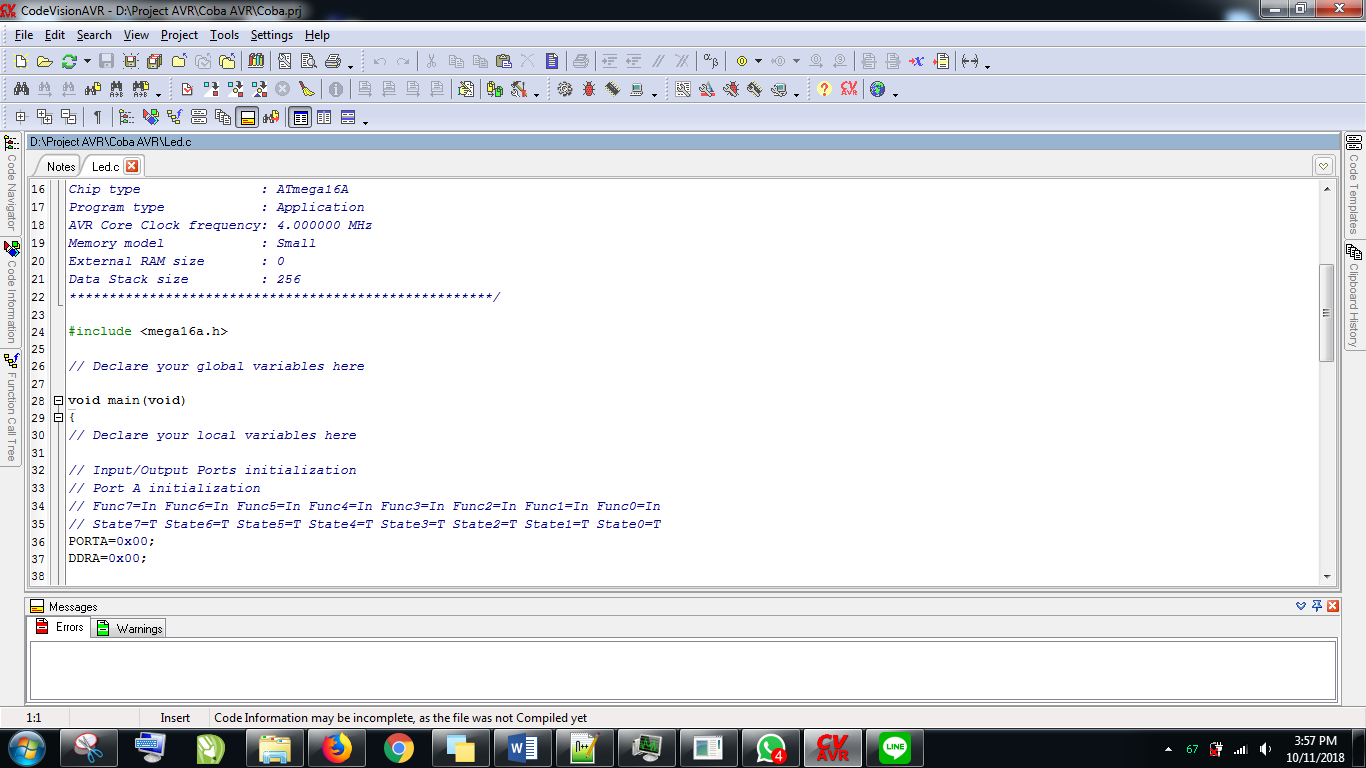 CodeVisionAVR - D:\Project AVR\Coba AVR\Coba.prj
File Edit Search View Project Tools Settings Help
D:\Project AVR\Coba AVR\Led.c
Notes Led.c
Code Navigator
Code Information
Function Call Tree
16 Chip type : ATmega16A
17 Program type : Application
18 AVR Core Clock frequency: 4.000000 MHz
19 Memory model : Small
20 External RAM size : 0
21 Data Stack size : 256
22 *****************************************************/
23
24 #include <mega16a.h>
25
26 // Declare your global variables here
27
28 void main(void)
29 {
30 // Declare your local variables here
31
32 // Input/Output Ports initialization
33 // Port A initialization
34 // Func7=In Func6=In Func5=In Func4=In Func3=In Func2=In Func1=In Func0=In
35 // State7=T State6=T State5=T State4=T State3=T State2=T State1=T State0=T
36 PORTA=0x00;
37 DDRA=0x00;
38
Code Templates
Clipboard History
Messages
Errors Warnings
1:1 Insert Code Information may be incomplete, as the file was not Compiled yet
4
CV
AVR
LINE
67
3:57 PM
10/11/2018